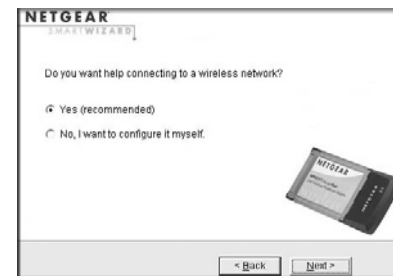 NETGEAR
SMARTWIZARD
Do you want help connecting to a wireless network?
Yes (recommended)
No, I want to configure it myself.
NETGEAR
< Back
Next >